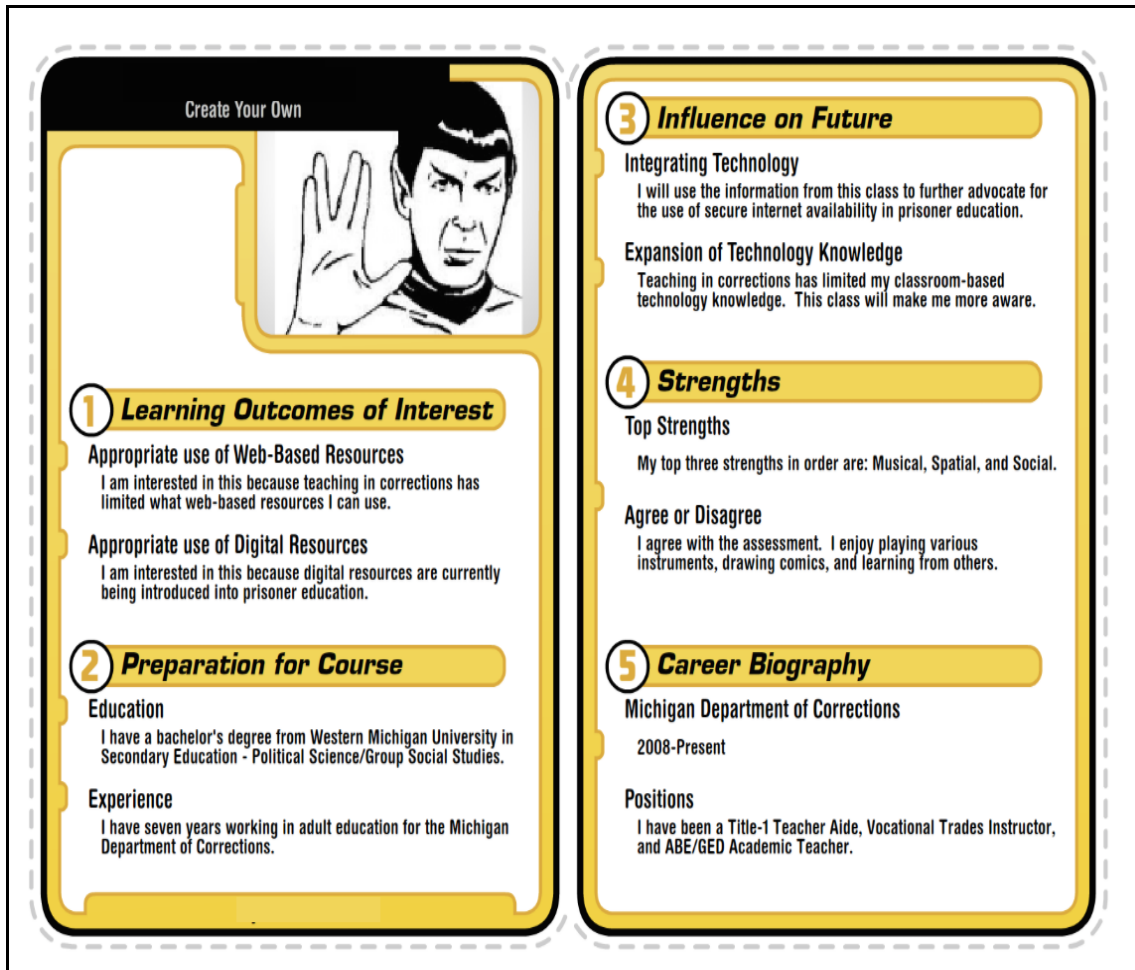 Create Your Own
1 Learning Outcomes of Interest
Appropriate use of Web-Based Resources
I am interested in this because teaching in corrections has
limited what web-based resources I can use.
Appropriate use of Digital Resources
I am interested in this because digital resources are currently
being introduced into prisoner education.
2 Preparation for Course
Education
I have a bachelor's degree from Western Michigan University in
Secondary Education - Political Science/Group Social Studies.
Experience
I have seven years working in adult education for the Michigan
Department of Corrections.
3 Influence on Future
Integrating Technology
I will use the information from this class to further advocate for
the use of secure internet availability in prisoner education.
Expansion of Technology Knowledge
Teaching in corrections has limited my classroom-based
technology knowledge.  This class will make me more aware.
4 Strengths
Top Strengths
My top three strengths in order are: Musical, Spatial, and Social.
Agree or Disagree
I agree with the assessment.  I enjoy playing various
instruments, drawing comics, and learning from others.
5 Career Biography
Michigan Department of Corrections
2008-Present
Positions
I have been a Title-1 Teacher Aide, Vocational Trades Instructor,
and ABE/GED Academic Teacher.